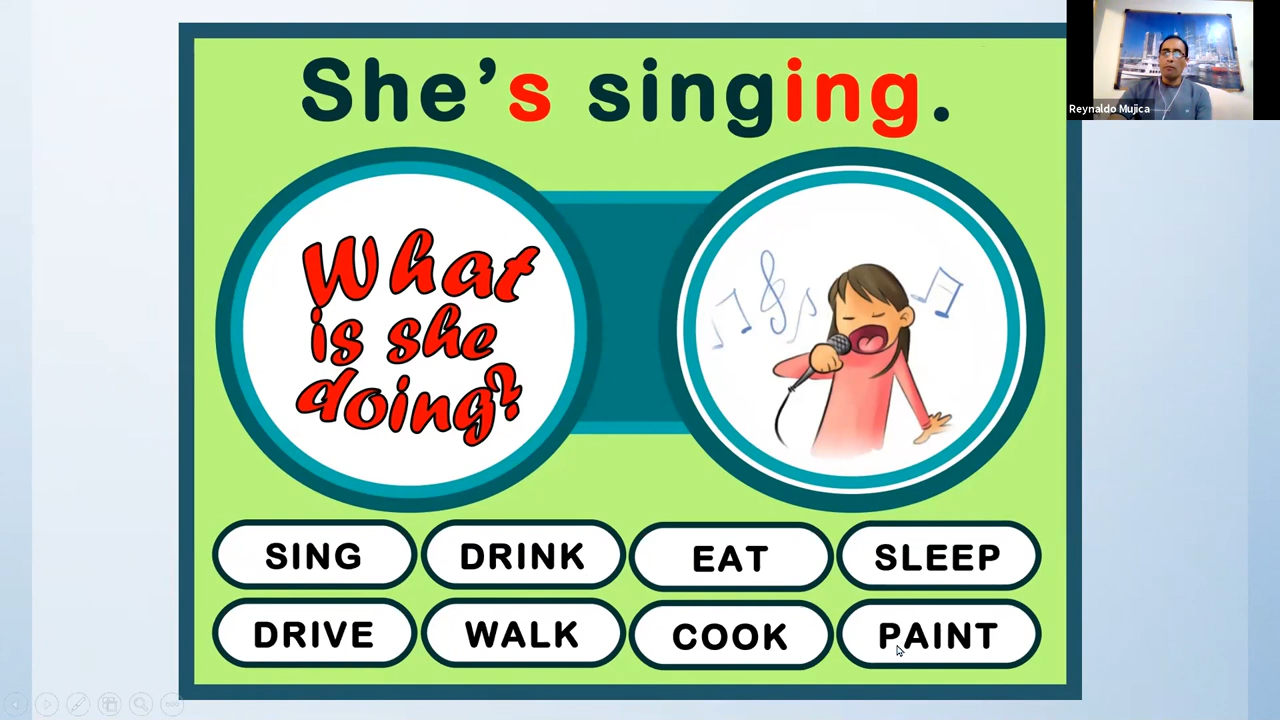 She's singing.
Reynaldo Mujica
What
is she
doing?
SING DRINK EAT SLEEP
DRIVE WALK COOK PAINT